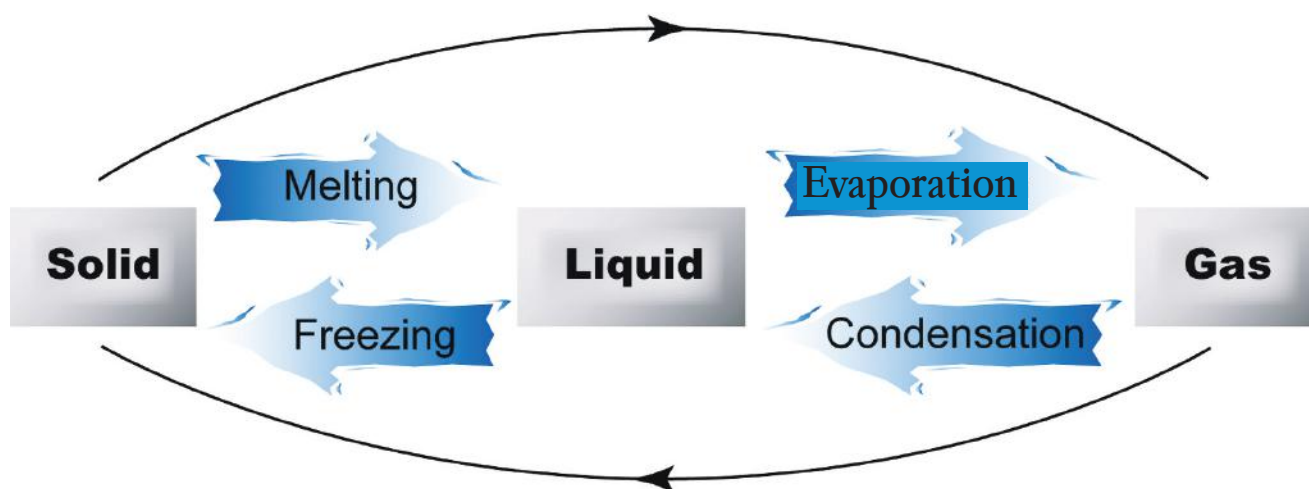 Melting
Evaporation
Solid
Liquid
Gas
Freezing
Condensation